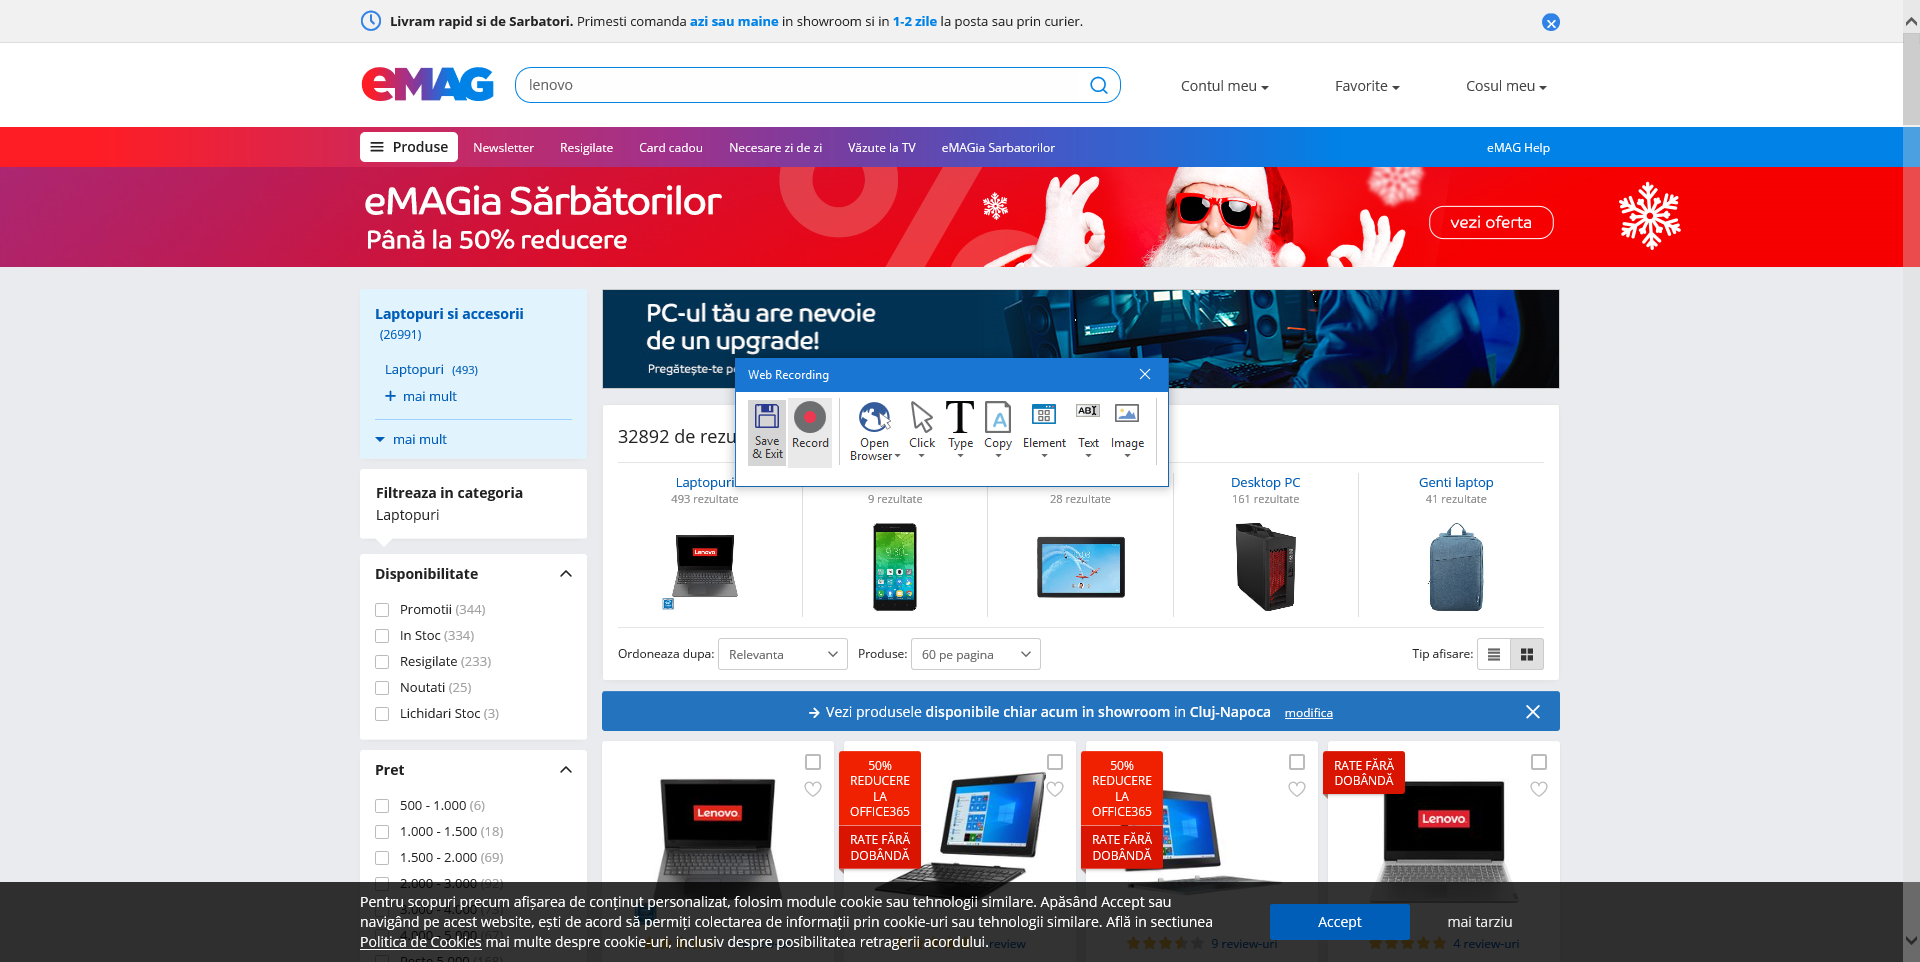 Livram rapid si de Sarbatori. Primesti comanda azi sau maine in showroom si in 1-2 zile la posta sau prin curier.
eMAG
lenovo
Contul meu
Favorite
Cosul meu
Produse
Newsletter
Resigilate
Card cadou
Necesare zi de zi
Văzute la TV
eMAGia Sarbatorilor
eMAG Help
eMAGia Sărbătorilor
Până la 50% reducere
vezi oferta
Laptopuri si accesorii
(26991)
Laptopuri (493)
+ mai mult
mai mult
Filtreaza in categoria
Laptopuri
Disponibilitate
Promotii (344)
In Stoc (334)
Resigilate (233)
Noutati (25)
Lichidari Stoc (3)
Pret
500 - 1.000 (6)
1.000 - 1.500 (18)
1.500 - 2.000 (69)
2.000 - 3.000 (92)
PC-ul tău are nevoie
de un upgrade!
Pregătește-te
Web Recording
Save & Exit
Record
Open Browser
Click
Type
Copy
Element
Text
Image
32892 de rezu
Laptopuri
493 rezultate
9 rezultate
28 rezultate
Desktop PC
161 rezultate
Genti laptop
41 rezultate
Lenovo
Ordoneaza dupa:
Relevanta
Produse:
60 pe pagina
Tip afisare:
Vezi produsele disponibile chiar acum in showroom in Cluj-Napoca modifica
Lenovo
50%
REDUCERE
LA
OFFICE365
RATE FĂRĂ
DOBÂNDĂ
50%
REDUCERE
LA
OFFICE365
RATE FĂRĂ
DOBÂNDĂ
RATE FĂRĂ
DOBÂNDĂ
Lenovo
Pentru scopuri precum afișarea de conținut personalizat, folosim module cookie sau tehnologii similare. Apăsând Accept sau
navigând pe acest website, ești de acord să permiți colectarea de informații prin cookie-uri sau tehnologii similare. Află in sectiunea
Politica de Cookies mai multe despre cookie-uri, inclusiv despre posibilitatea retragerii acordului.
Accept
mai tarziu
review
9 review-uri
4 review-uri